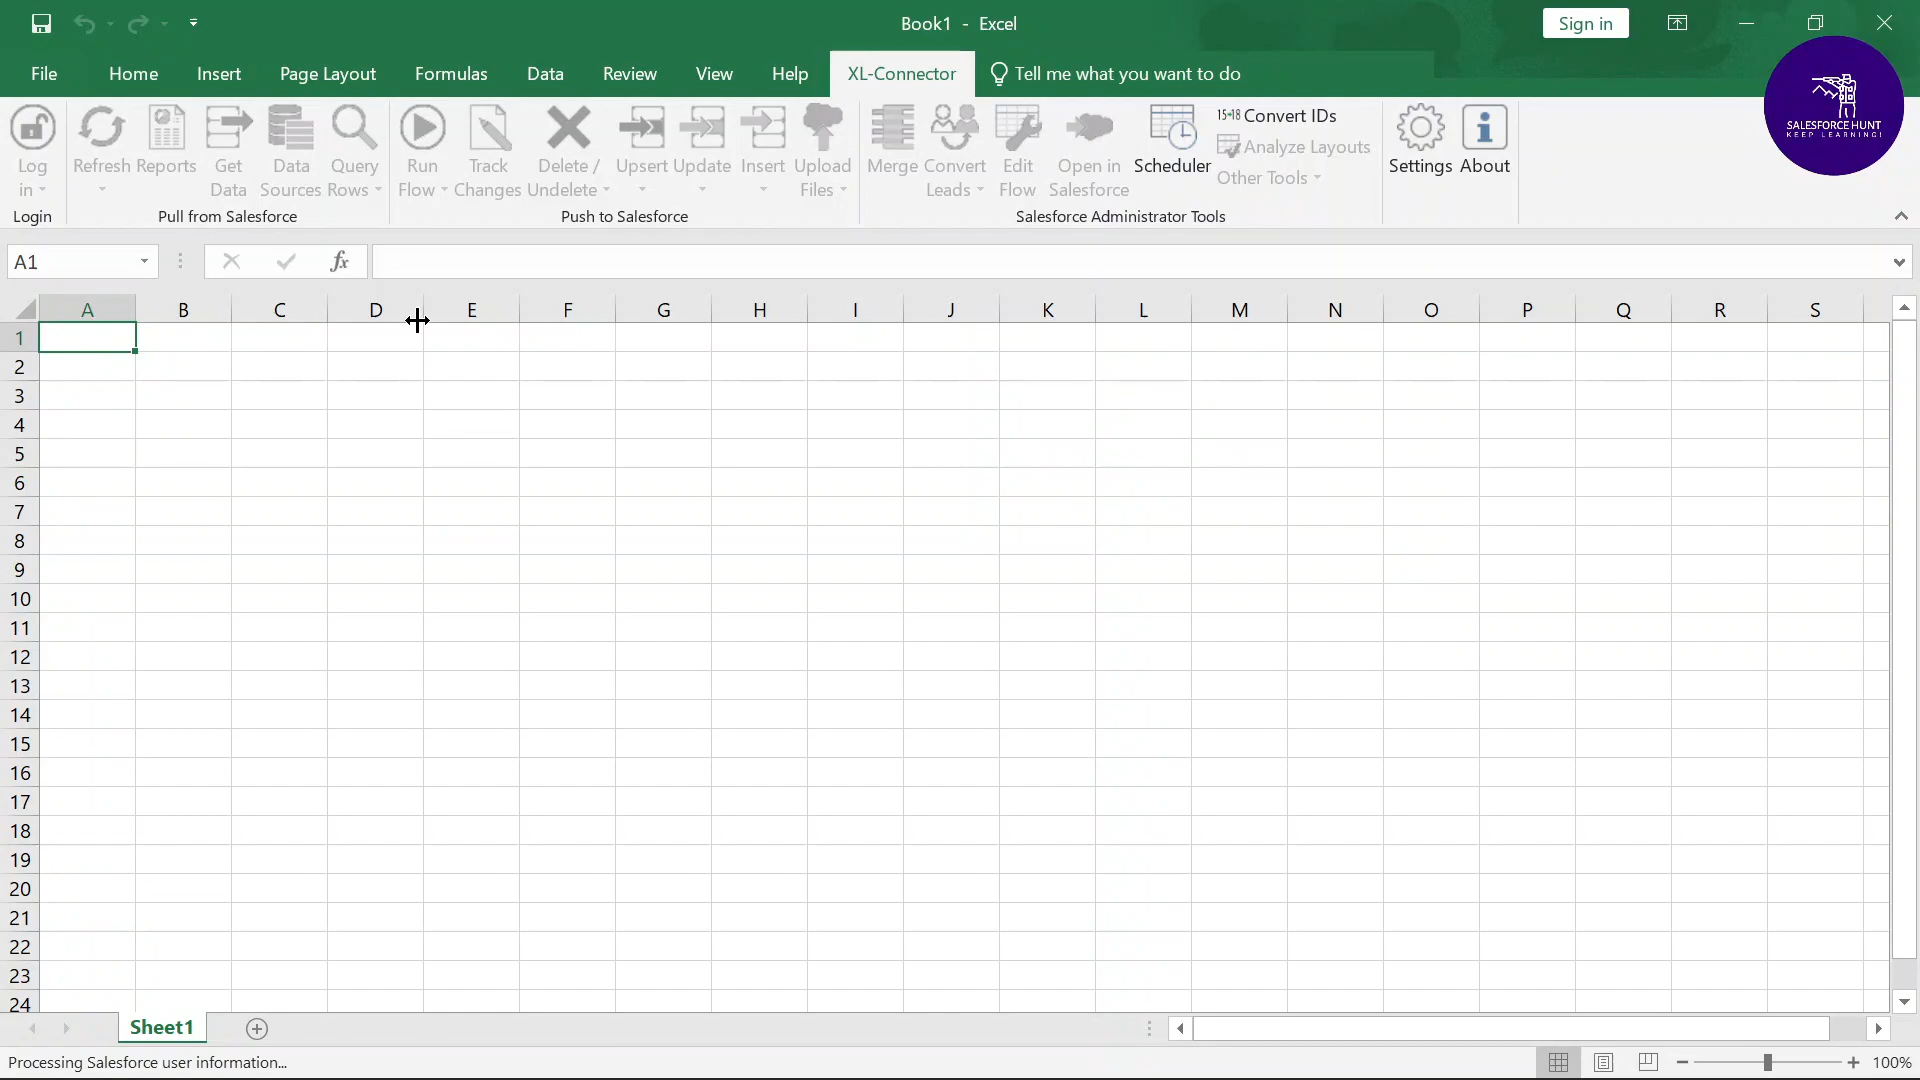 Book1 - Excel
Sign in
File Home Insert Page Layout Formulas Data Review View Help XL-Connector Tell me what you want to do
SALESFORCE HUNT
KEEP LEARNING!
Log in
Refresh
Reports
Get Data
Data Sources
Query Rows
Run Flow
Track Changes
Delete / Undelete
Upsert
Update
Insert
Upload Files
Merge
Convert Leads
Edit Flow
Open in Salesforce
Scheduler
15➔18 Convert IDs
Analyze Layouts
Other Tools
Settings
About
Login
Pull from Salesforce
Push to Salesforce
Salesforce Administrator Tools
A1
fx
A B C D E F G H I J K L M N O P Q R S
1
2
3
4
5
6
7
8
9
10
11
12
13
14
15
16
17
18
19
20
21
22
23
24
Sheet1
Processing Salesforce user information...
100%